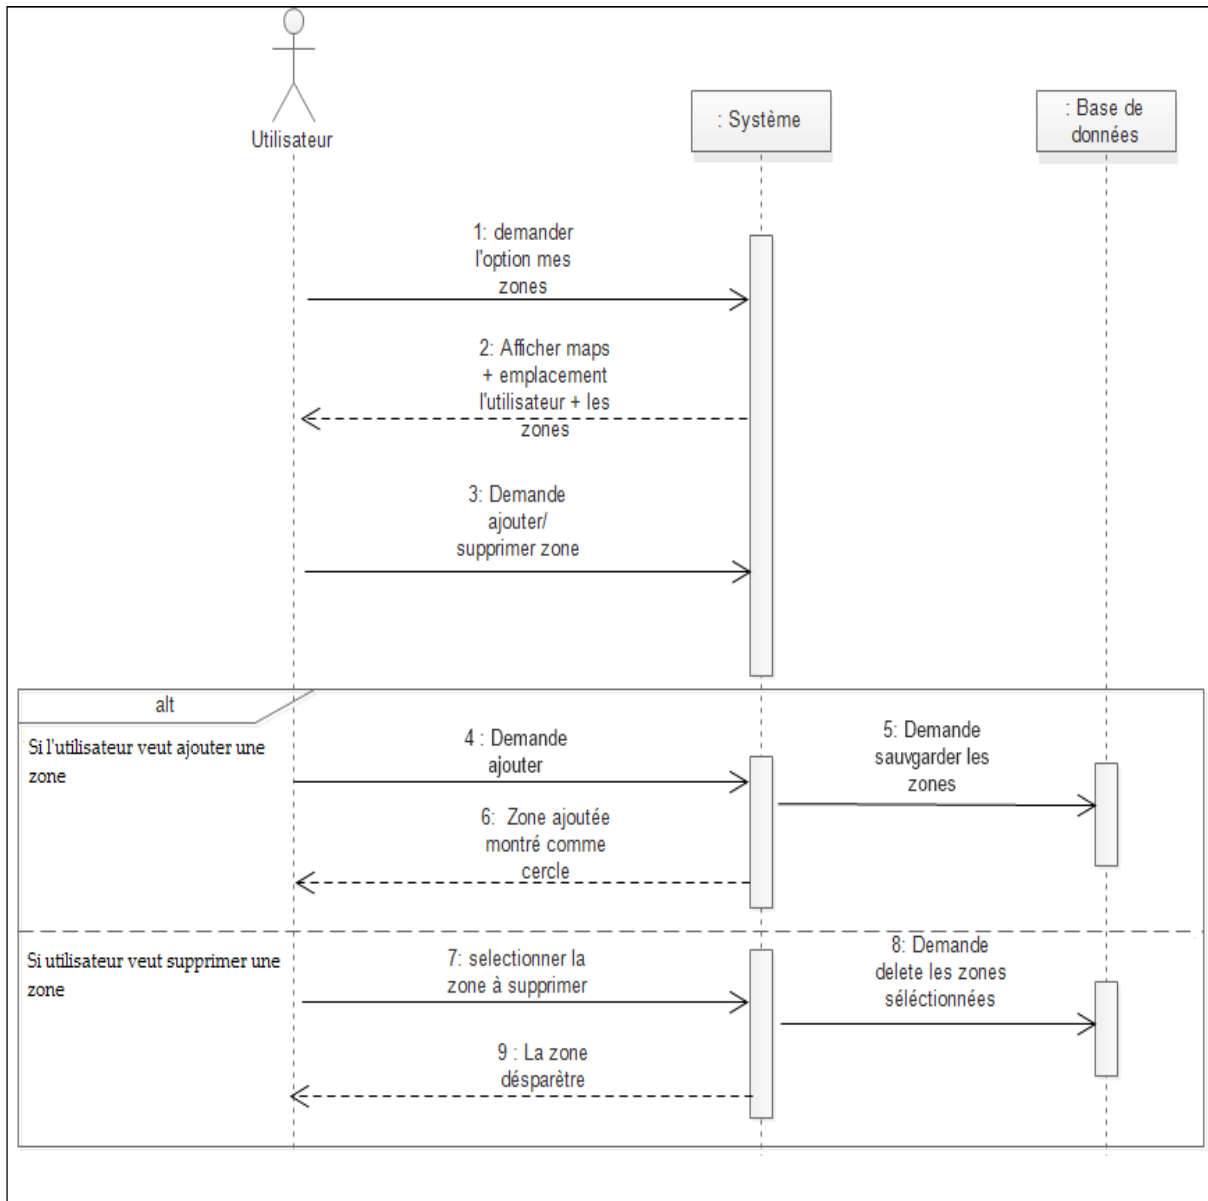 Utilisateur
: Système
: Base de
données
1: demander
l'option mes
zones
2: Afficher maps
+ emplacement
l'utilisateur + les
zones
3: Demande
ajouter/
supprimer zone
alt
Si l'utilisateur veut ajouter une
zone
4 : Demande
ajouter
5: Demande
sauvgarder les
zones
6: Zone ajoutée
montré comme
cercle
Si utilisateur veut supprimer une
zone
7: selectionner la
zone à supprimer
8: Demande
delete les zones
séléctionnées
9 : La zone
désparètre